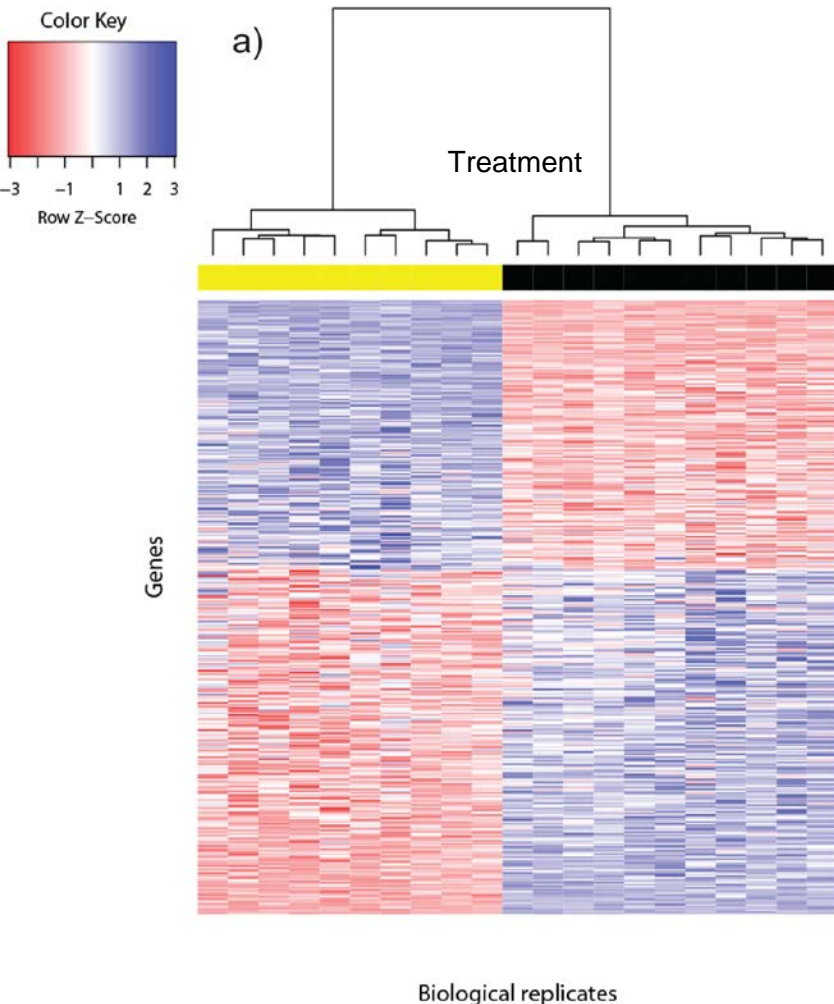 Color Key
a)
Treatment
−3 −1 1 2 3
Row Z−Score
Genes
Biological replicates